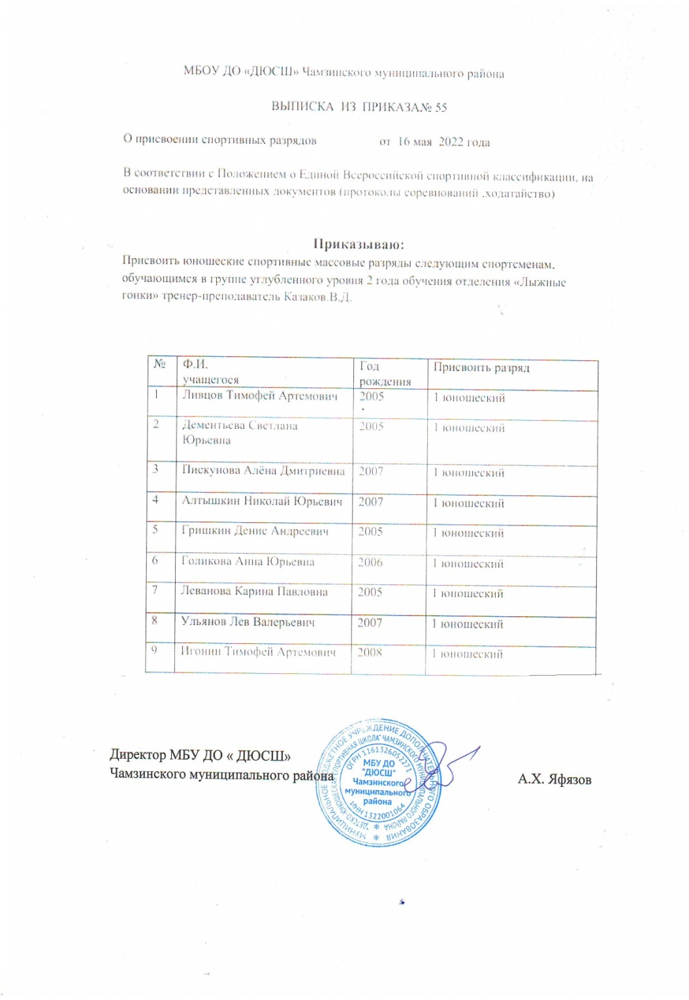 МБОУ ДО «ДЮСШ» Чамзинского муниципального района
ВЫПИСКА ИЗ ПРИКАЗА№ 55
О присвоении спортивных разрядов от 16 мая 2022 года
В соответствии с Положением о Единой Всероссийской спортивной классификации, на
основании представленных документов (протоколы соревнований ,ходатайство)
Приказываю:
Присвоить юношеские спортивные массовые разряды следующим спортсменам,
обучающимся в группе углубленного уровня 2 года обучения отделения «Лыжные
гонки» тренер-преподаватель Казаков.В.Д.
№ Ф.И. Год Присвоить разряд
учащегося рождения
1 Ливцов Тимофей Артемович 2005 1 юношеский
2 Дементьева Светлана 2005 1 юношеский
Юрьевна
3 Пискунова Алёна Дмитриевна 2007 1 юношеский
4 Алтышкин Николай Юрьевич 2007 1 юношеский
5 Гришкин Денис Андреевич 2005 1 юношеский
6 Голикова Анна Юрьевна 2006 1 юношеский
7 Леванова Карина Павловна 2005 1 юношеский
8 Ульянов Лев Валерьевич 2007 1 юношеский
9 Игонин Тимофей Артемович 2008 1 юношеский
Директор МБУ ДО « ДЮСШ»
Чамзинского муниципального района А.Х. Яфязов
МУНИЦИПАЛЬНОЕ БЮДЖЕТНОЕ УЧРЕЖДЕНИЕ ДОПОЛНИТЕЛЬНОГО ОБРАЗОВАНИЯ
"ДЕТСКО-ЮНОШЕСКАЯ СПОРТИВНАЯ ШКОЛА" ЧАМЗИНСКОГО МУНИЦИПАЛЬНОГО РАЙОНА
ОГРН 1161326052271
МБУ ДО
"ДЮСШ"
Чамзинского
муниципального
района
ИНН 1322001064